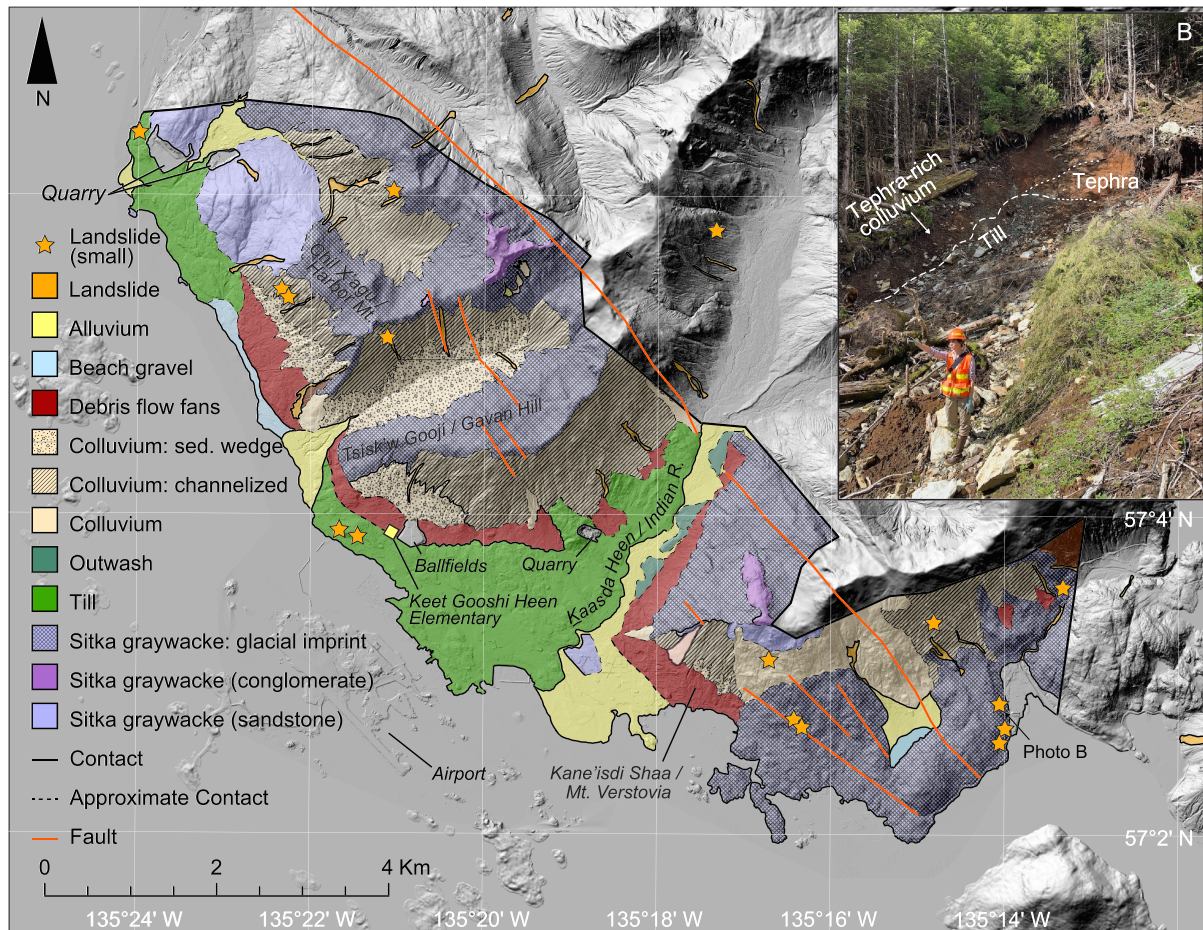 N
Quarry
Landslide
(small)
Landslide
Alluvium
Beach gravel
Debris flow fans
Colluvium: sed. wedge
Colluvium: channelized
Colluvium
Outwash
Till
Sitka graywacke: glacial imprint
Sitka graywacke (conglomerate)
Sitka graywacke (sandstone)
Contact
Approximate Contact
Fault
0 2 4 Km
Harbor Mt.
Tsisk'w Gooji / Gavan Hill
Kaasda Heen / Indian R.
Ballfields
Quarry
Keet Gooshi Heen
Elementary
Airport
Kane'isdi Shaa /
Mt. Verstovia
Photo B
B
Tephra-rich
colluvium
Till
Tephra
57°4' N
57°2' N
135°24' W
135°22' W
135°20' W
135°18' W
135°16' W
135°14' W